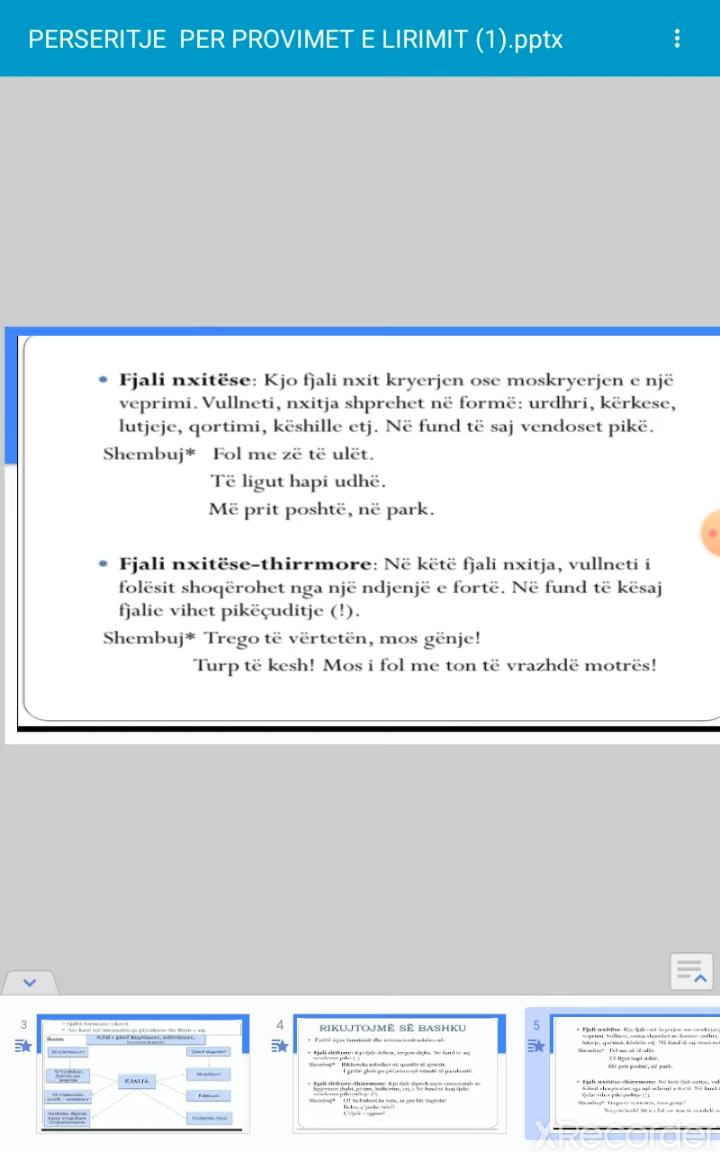 PERSERITJE PER PROVIMET E LIRIMIT (1).pptx
• Fjali nxitëse: Kjo fjali nxit kryerjen ose moskryerjen e një
veprimi. Vullneti, nxitja shprehet në formë: urdhri, kërkese,
lutjeje, qortimi, këshille etj. Në fund të saj vendoset pikë.
Shembuj* Fol me zë të ulët.
Të ligut hapi udhë.
Më prit poshtë, në park.
• Fjali nxitëse-thirrmore: Në këtë fjali nxitja, vullneti i
folësit shoqërohet nga një ndjenjë e fortë. Në fund të kësaj
fjalie vihet pikëçuditje (!).
Shembuj* Trego të vërtetën, mos gënje!
Turp të kesh! Mos i fol me ton të vrazhdë motrës!
3
FJALIA
4
RIKUJTOJMË SË BASHKU
5
XRecorder